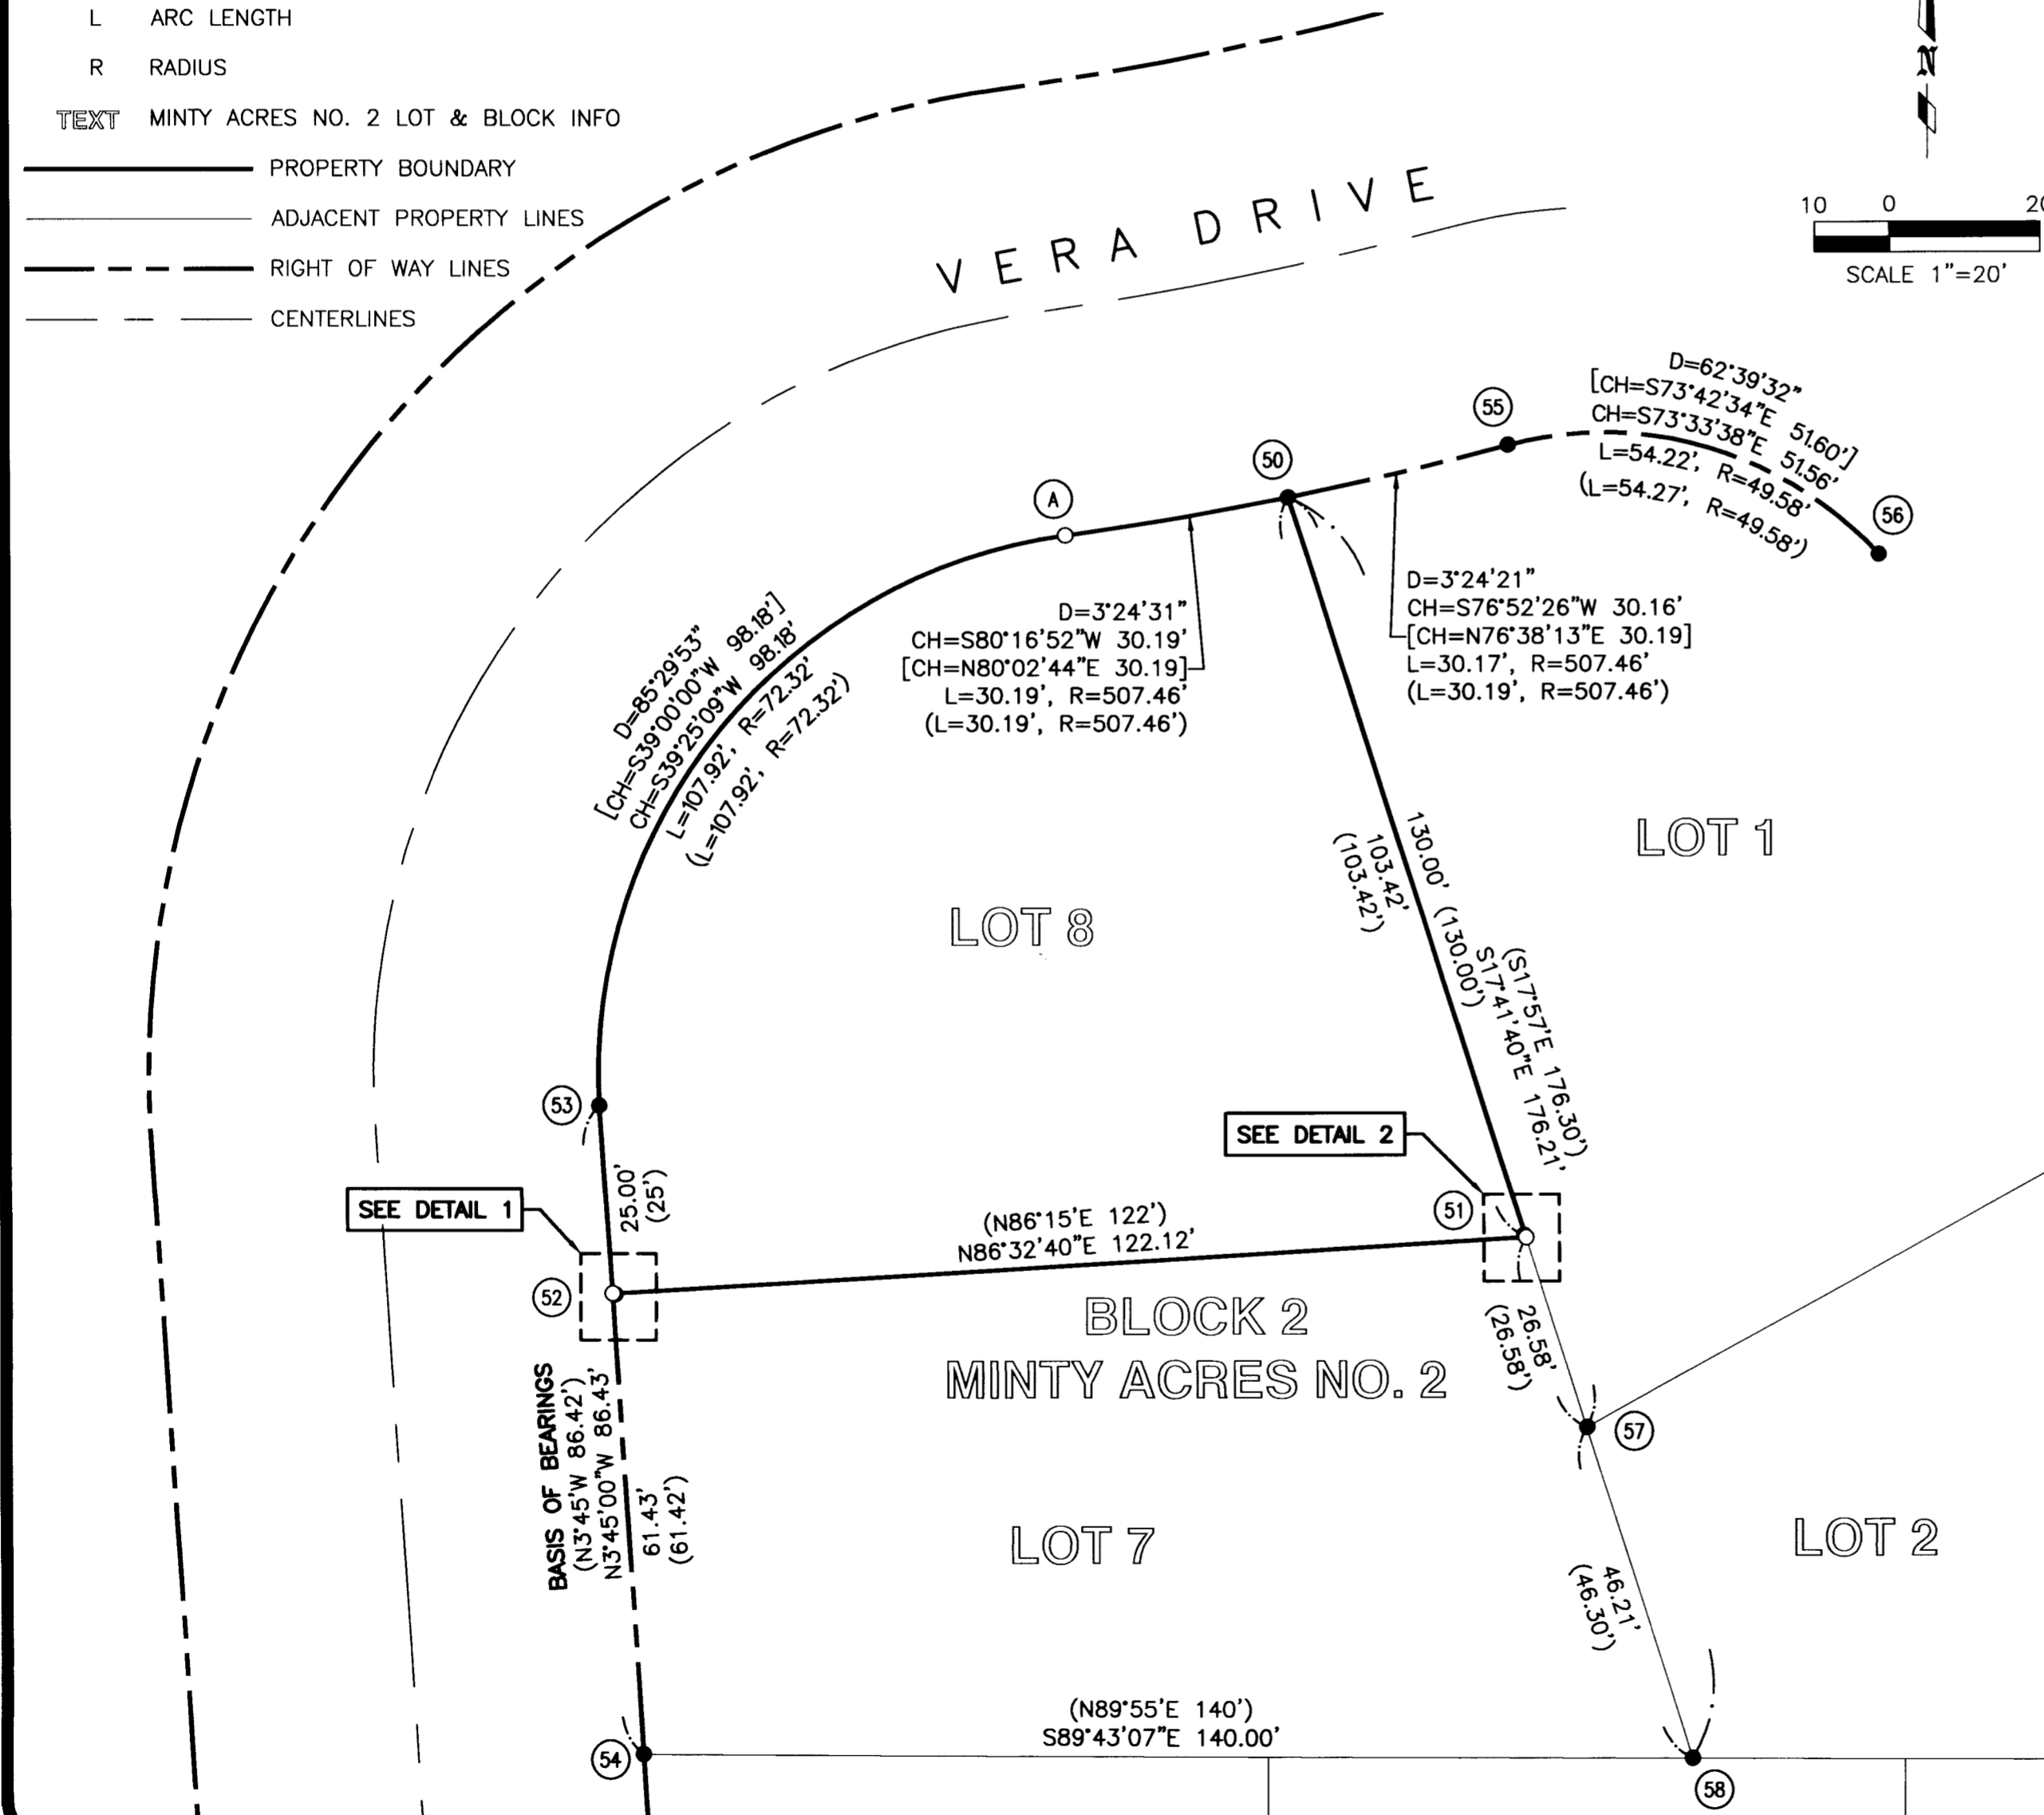 L ARC LENGTH
R RADIUS
TEXT MINTY ACRES NO. 2 LOT & BLOCK INFO
PROPERTY BOUNDARY
ADJACENT PROPERTY LINES
RIGHT OF WAY LINES
CENTERLINES
N
10 0 20
SCALE 1"=20'
VERA DRIVE
55
D=62°39'32"
[CH=S73°42'34"E 51.60']
CH=S73°33'38"E 51.56'
L=54.22', R=49.58'
(L=54.27', R=49.58')
56
50
A
D=3°24'31"
CH=S80°16'52"W 30.19'
[CH=N80°02'44"E 30.19]
L=30.19', R=507.46'
(L=30.19', R=507.46')
D=3°24'21"
CH=S76°52'26"W 30.16'
[CH=N76°38'13"E 30.19]
L=30.17', R=507.46'
(L=30.19', R=507.46')
D=85°29'53"
[CH=S39°00'00"W 98.18']
CH=S39°25'09"W 98.18'
L=107.92', R=72.32'
(L=107.92', R=72.32')
LOT 1
LOT 8
130.00' (130.00')
103.42'
(103.42')
(S17°57'E 176.30')
S17°41'40"E 176.21'
53
25.00'
(25')
SEE DETAIL 1
SEE DETAIL 2
51
52
(N86°15'E 122')
N86°32'40"E 122.12'
BLOCK 2
MINTY ACRES NO. 2
26.58'
(26.58')
57
BASIS OF BEARINGS
(N3°45'W 86.42')
N3°45'00"W 86.43'
61.43'
(61.42')
LOT 7
LOT 2
46.21'
(46.30')
54
(N89°55'E 140')
S89°43'07"E 140.00'
58